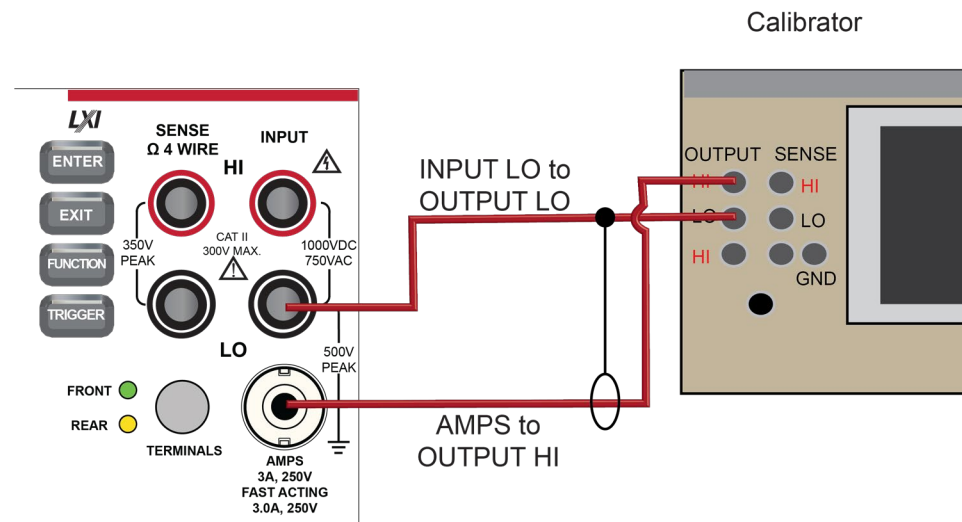 Calibrator
LXI
ENTER
EXIT
FUNCTION
TRIGGER
SENSE
Ω 4 WIRE
INPUT
HI
350V
PEAK
CAT II
300V MAX.
1000VDC
750VAC
LO
500V
PEAK
FRONT
REAR
TERMINALS
AMPS
3A, 250V
FAST ACTING
3.0A, 250V
INPUT LO to
OUTPUT LO
AMPS to
OUTPUT HI
OUTPUT SENSE
HI HI
LO LO
HI
GND